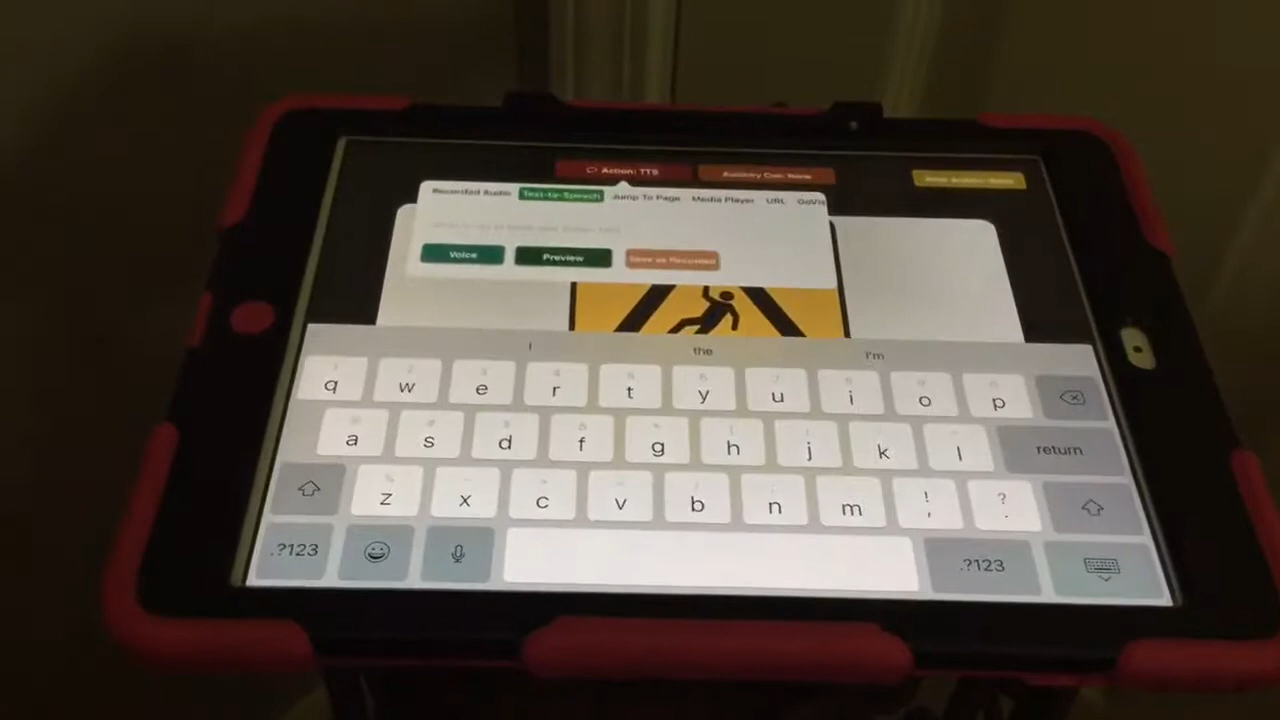 Action: TTS Auditory Cue: None
Recorded Audio Text-to-Speech Jump To Page Media Player URL GoVis
Voice Preview Save as Recorded
I the I'm
q w e r t y u i o p
a s d f g h j k l return
z x c v b n m ! , ? .
.?123 .?123